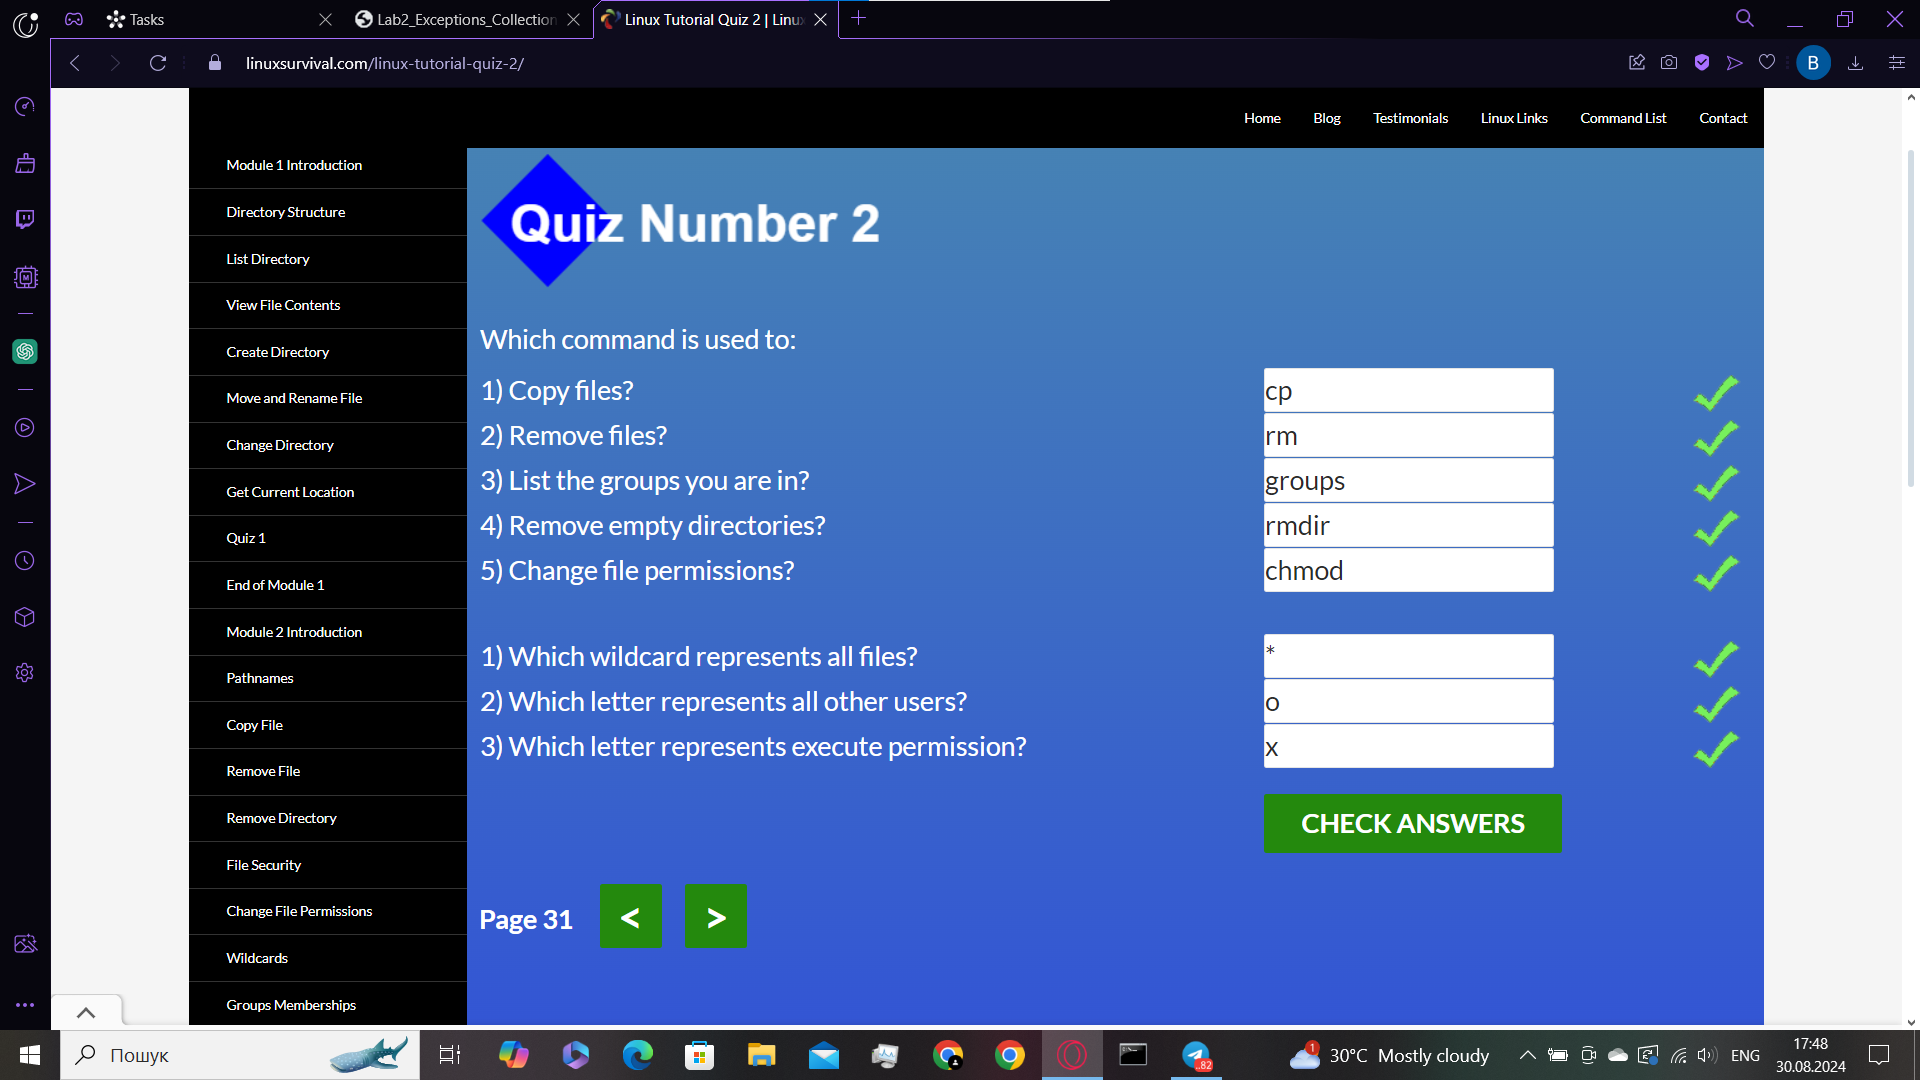 Tasks
Lab2_Exceptions_Collection
Linux Tutorial Quiz 2 | Linu
linuxsurvival.com/linux-tutorial-quiz-2/
B
Home Blog Testimonials Linux Links Command List Contact
Module 1 Introduction
Directory Structure
List Directory
View File Contents
Create Directory
Move and Rename File
Change Directory
Get Current Location
Quiz 1
End of Module 1
Module 2 Introduction
Pathnames
Copy File
Remove File
Remove Directory
File Security
Change File Permissions
Wildcards
Groups Memberships
Quiz Number 2
Which command is used to:
1) Copy files? cp
2) Remove files? rm
3) List the groups you are in? groups
4) Remove empty directories? rmdir
5) Change file permissions? chmod
1) Which wildcard represents all files? *
2) Which letter represents all other users? o
3) Which letter represents execute permission? x
CHECK ANSWERS
Page 31 < >
Пошук
82
1
30°C Mostly cloudy
ENG
17:48
30.08.2024